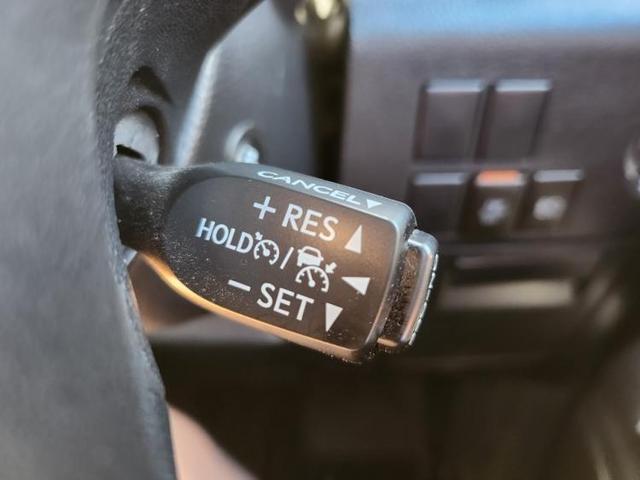 CANCEL
+ RES
HOLD /
− SET